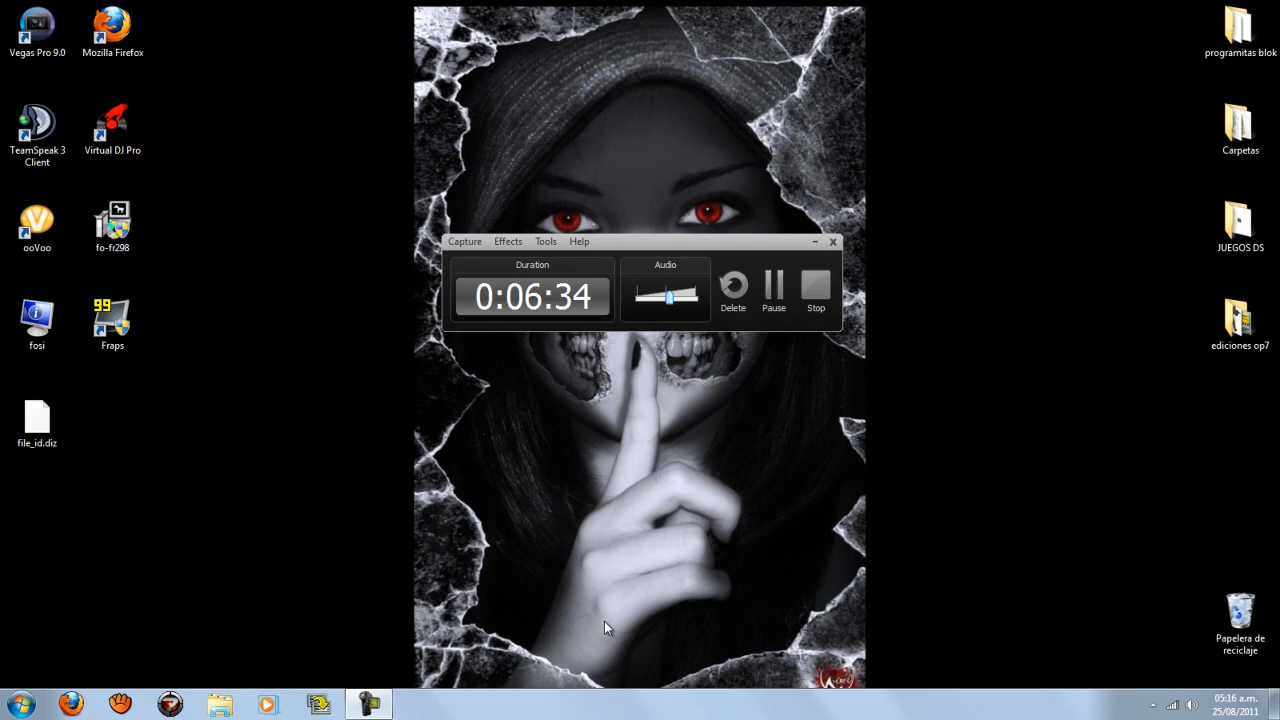 Vegas Pro 9.0
Mozilla Firefox
TeamSpeak 3
Client
Virtual DJ Pro
ooVoo
fo-fr298
fosi
99
Fraps
file_id.diz
Capture Effects Tools Help
Duration
Audio
0:06:34
Delete Pause Stop
programitas blok
Carpetas
JUEGOS DS
ediciones op7
Papelera de
reciclaje
05:16 a.m.
25/08/2011